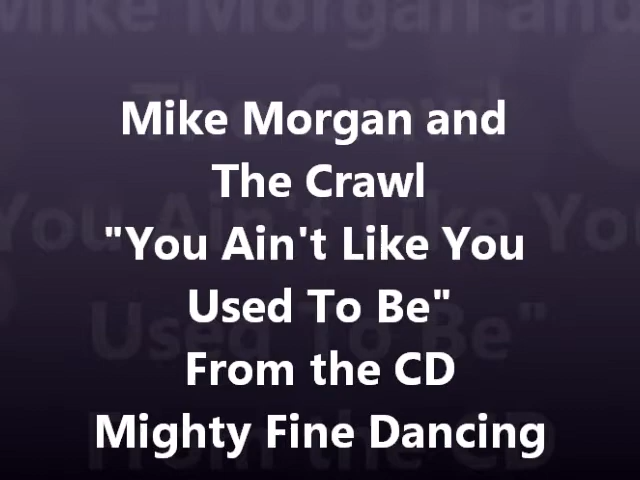 Mike Morgan and
The Crawl
"You Ain't Like You
Used To Be"
From the CD
Mighty Fine Dancing